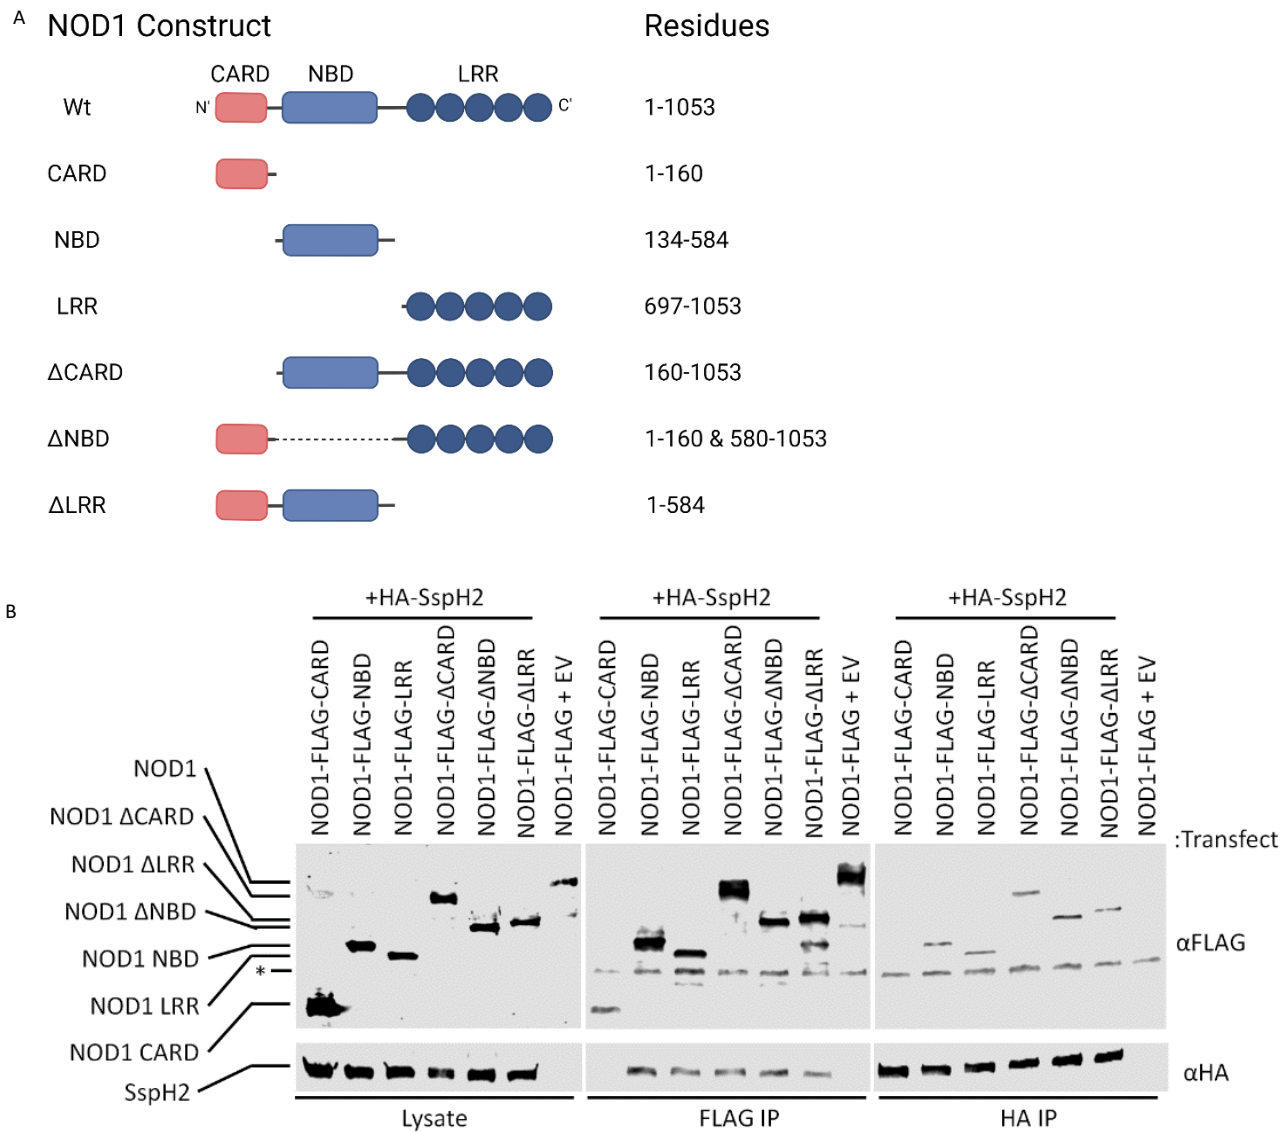 A NOD1 Construct Residues
CARD NBD LRR
Wt N' C' 1-1053
CARD 1-160
NBD 134-584
LRR 697-1053
ΔCARD 160-1053
ΔNBD 1-160 & 580-1053
ΔLRR 1-584
B
+HA-SspH2 +HA-SspH2 +HA-SspH2
NOD1-FLAG-CARD
NOD1-FLAG-NBD
NOD1-FLAG-LRR
NOD1-FLAG-ΔCARD
NOD1-FLAG-ΔNBD
NOD1-FLAG-ΔLRR
NOD1-FLAG + EV
NOD1-FLAG-CARD
NOD1-FLAG-NBD
NOD1-FLAG-LRR
NOD1-FLAG-ΔCARD
NOD1-FLAG-ΔNBD
NOD1-FLAG-ΔLRR
NOD1-FLAG + EV
NOD1-FLAG-CARD
NOD1-FLAG-NBD
NOD1-FLAG-LRR
NOD1-FLAG-ΔCARD
NOD1-FLAG-ΔNBD
NOD1-FLAG-ΔLRR
NOD1-FLAG + EV
:Transfect
NOD1
NOD1 ΔCARD
NOD1 ΔLRR
NOD1 ΔNBD
NOD1 NBD
*
NOD1 LRR
NOD1 CARD
SspH2
αFLAG
αHA
Lysate FLAG IP HA IP